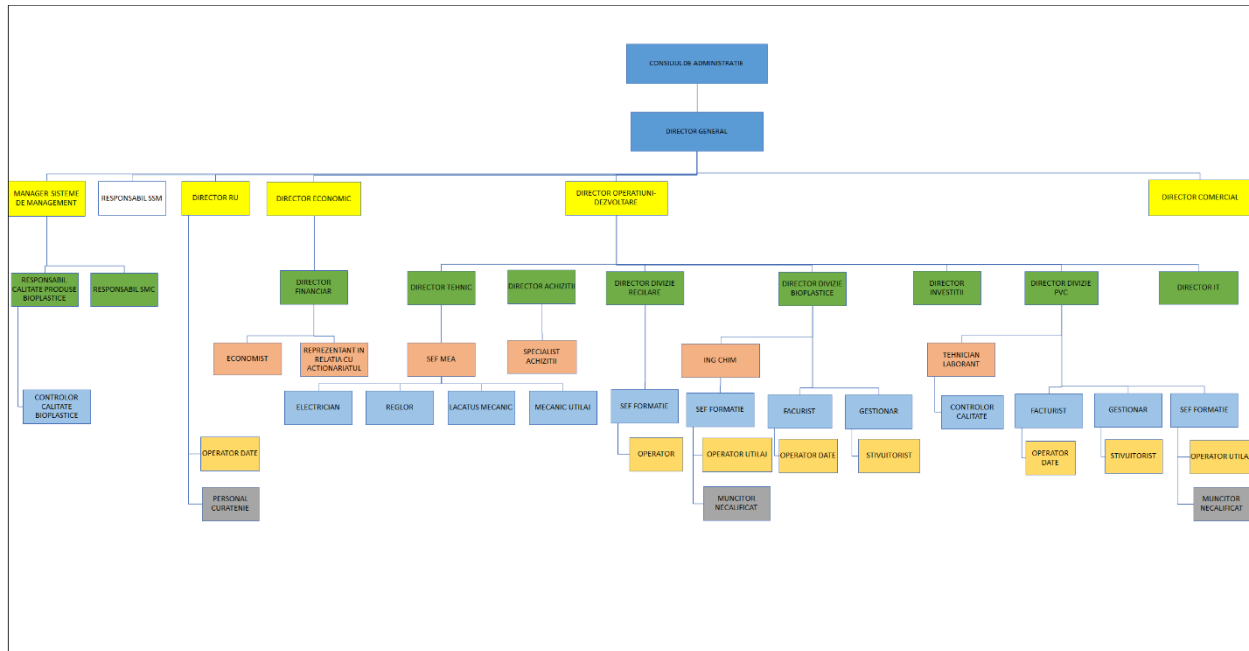 CONSILIUL DE ADMINISTRATIE
DIRECTOR GENERAL
MANAGER SISTEME
DE MANAGEMENT
RESPONSABIL SSM
DIRECTOR RU
DIRECTOR ECONOMIC
DIRECTOR OPERATIUNI-
DEZVOLTARE
DIRECTOR COMERCIAL
RESPONSABIL
CALITATE PRODUSE
BIOPLASTICE
RESPONSABIL SMC
DIRECTOR
FINANCIAR
DIRECTOR TEHNIC
DIRECTOR ACHIZITII
DIRECTOR DIVIZIE
RECILARE
DIRECTOR DIVIZIE
BIOPLASTICE
DIRECTOR
INVESTITII
DIRECTOR DIVIZIE
PVC
DIRECTOR IT
ECONOMIST
REPREZENTANT IN
RELATIA CU
ACTIONARIATUL
SEF MEA
SPECIALIST
ACHIZITII
ING CHIM
TEHNICIAN
LABORANT
CONTROLOR
CALITATE
BIOPLASTICE
ELECTRICIAN
REGLOR
LACATUS MECANIC
MECANIC UTILAJ
SEF FORMATIE
SEF FORMATIE
FACURIST
GESTIONAR
CONTROLOR
CALITATE
FACTURIST
GESTIONAR
SEF FORMATIE
OPERATOR DATE
OPERATOR
OPERATOR UTILAJ
OPERATOR DATE
STIVUITORIST
OPERATOR
DATE
STIVUITORIST
OPERATOR UTILAJ
PERSONAL
CURATENIE
MUNCITOR
NECALIFICAT
MUNCITOR
NECALIFICAT